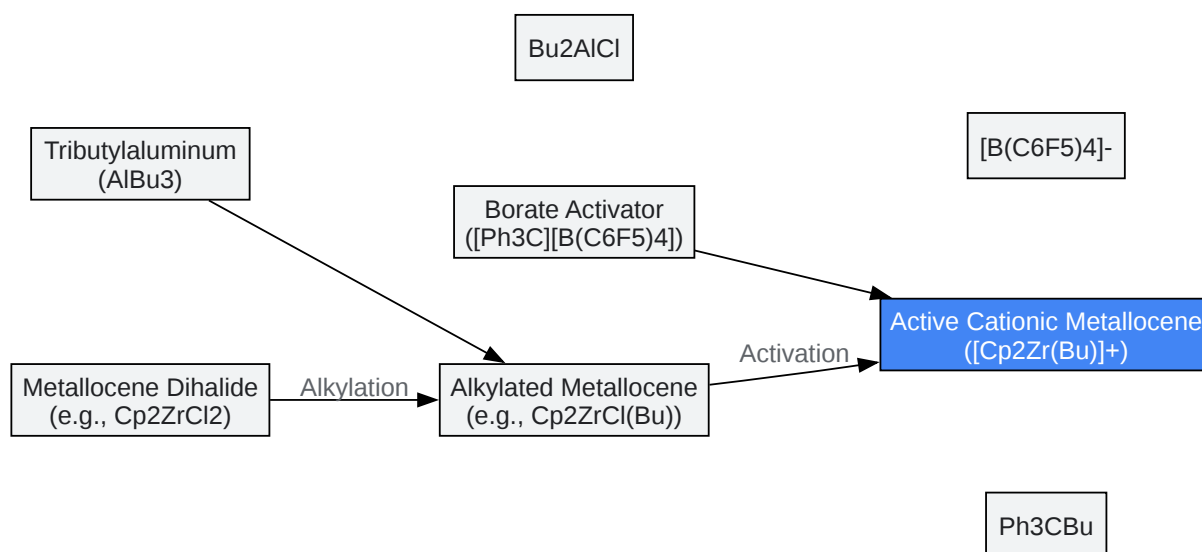 Bu2AlCl
[B(C6F5)4]-
Tributylaluminum
(AlBu3)
Borate Activator
([Ph3C][B(C6F5)4])
Active Cationic Metallocene
([Cp2Zr(Bu)]+)
Activation
Metallocene Dihalide
(e.g., Cp2ZrCl2)
Alkylation
Alkylated Metallocene
(e.g., Cp2ZrCl(Bu))
Ph3CBu